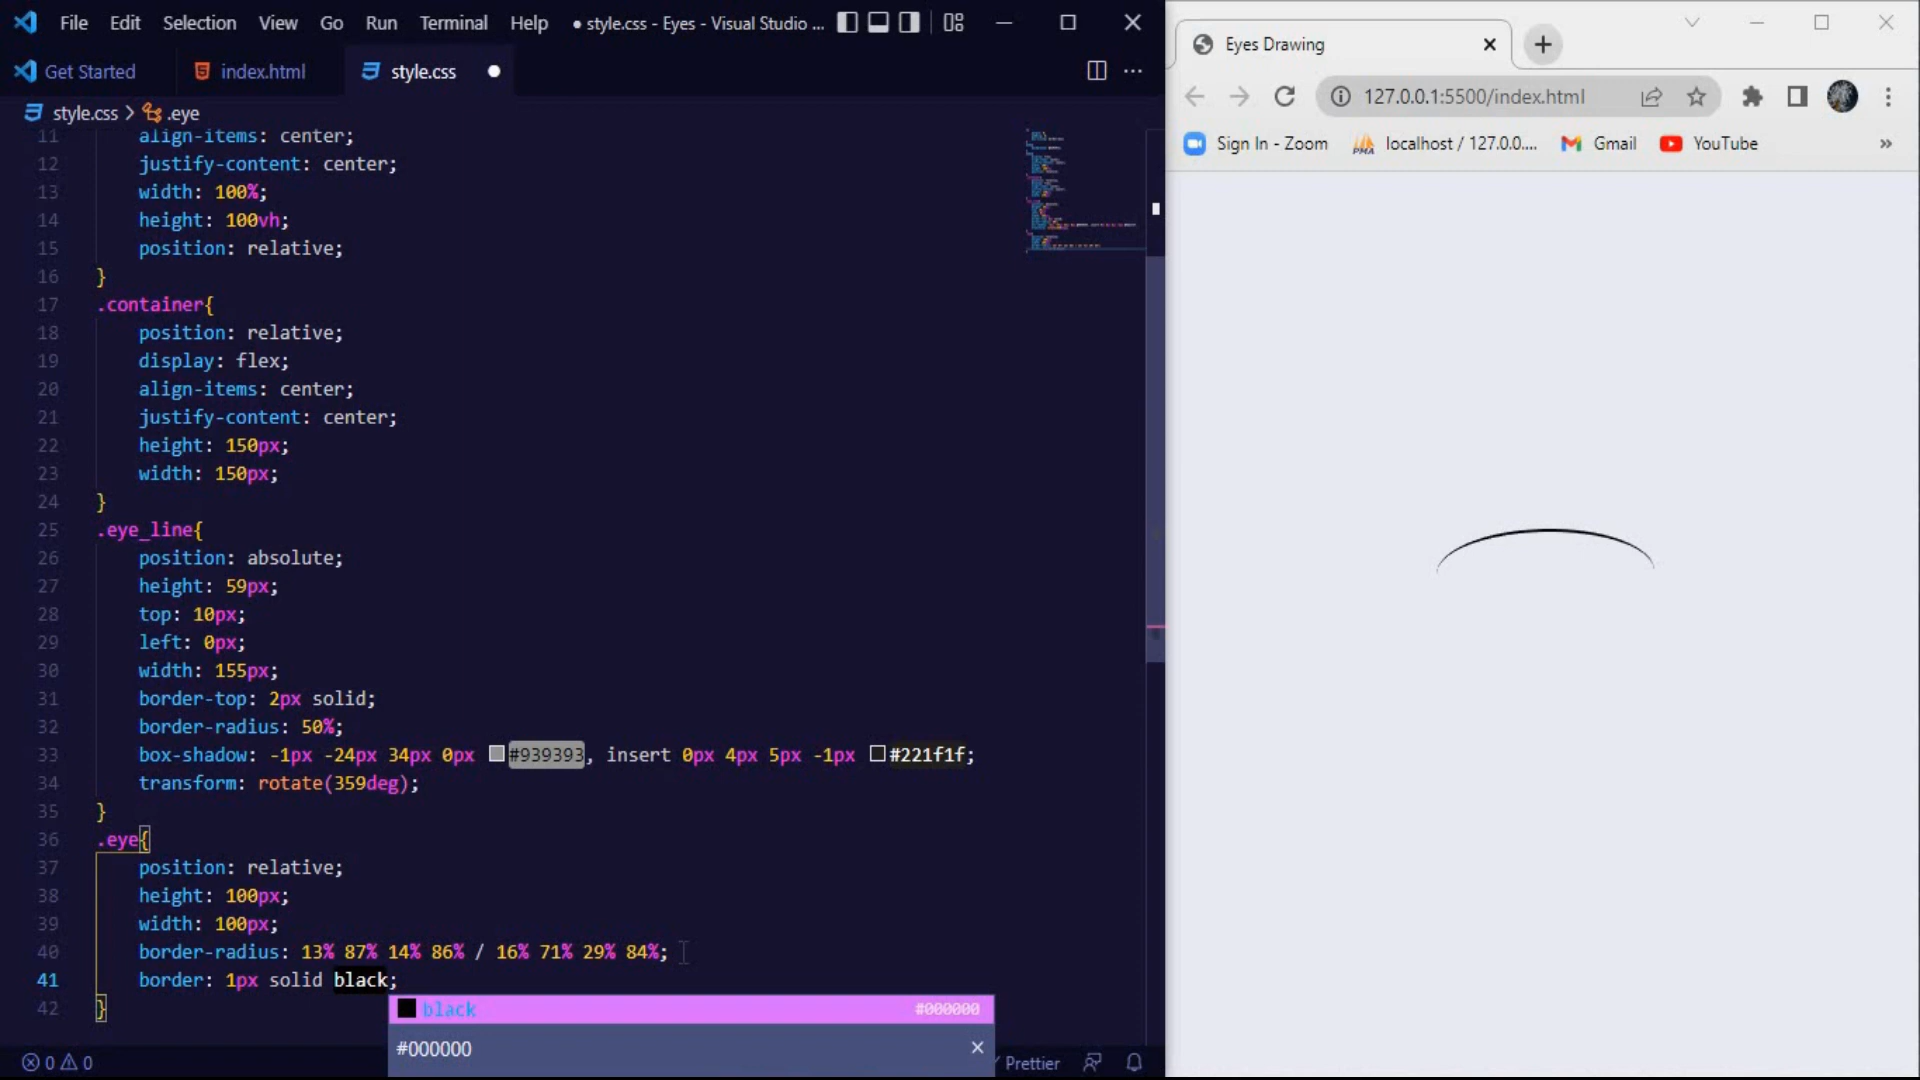 File Edit Selection View Go Run Terminal Help ● style.css - Eyes - Visual Studio ...
Get Started index.html style.css
style.css > .eye
11 align-items: center;
12 justify-content: center;
13 width: 100%;
14 height: 100vh;
15 position: relative;
16 }
17 .container{
18 position: relative;
19 display: flex;
20 align-items: center;
21 justify-content: center;
22 height: 150px;
23 width: 150px;
24 }
25 .eye_line{
26 position: absolute;
27 height: 59px;
28 top: 10px;
29 left: 0px;
30 width: 155px;
31 border-top: 2px solid;
32 border-radius: 50%;
33 box-shadow: -1px -24px 34px 0px #939393, insert 0px 4px 5px -1px #221f1f;
34 transform: rotate(359deg);
35 }
36 .eye{
37 position: relative;
38 height: 100px;
39 width: 100px;
40 border-radius: 13% 87% 14% 86% / 16% 71% 29% 84%;
41 border: 1px solid black;
42 }
black #000000
#000000
0 0 Prettier
Eyes Drawing
127.0.0.1:5500/index.html
Sign In - Zoom PMA localhost / 127.0.0.... Gmail YouTube »